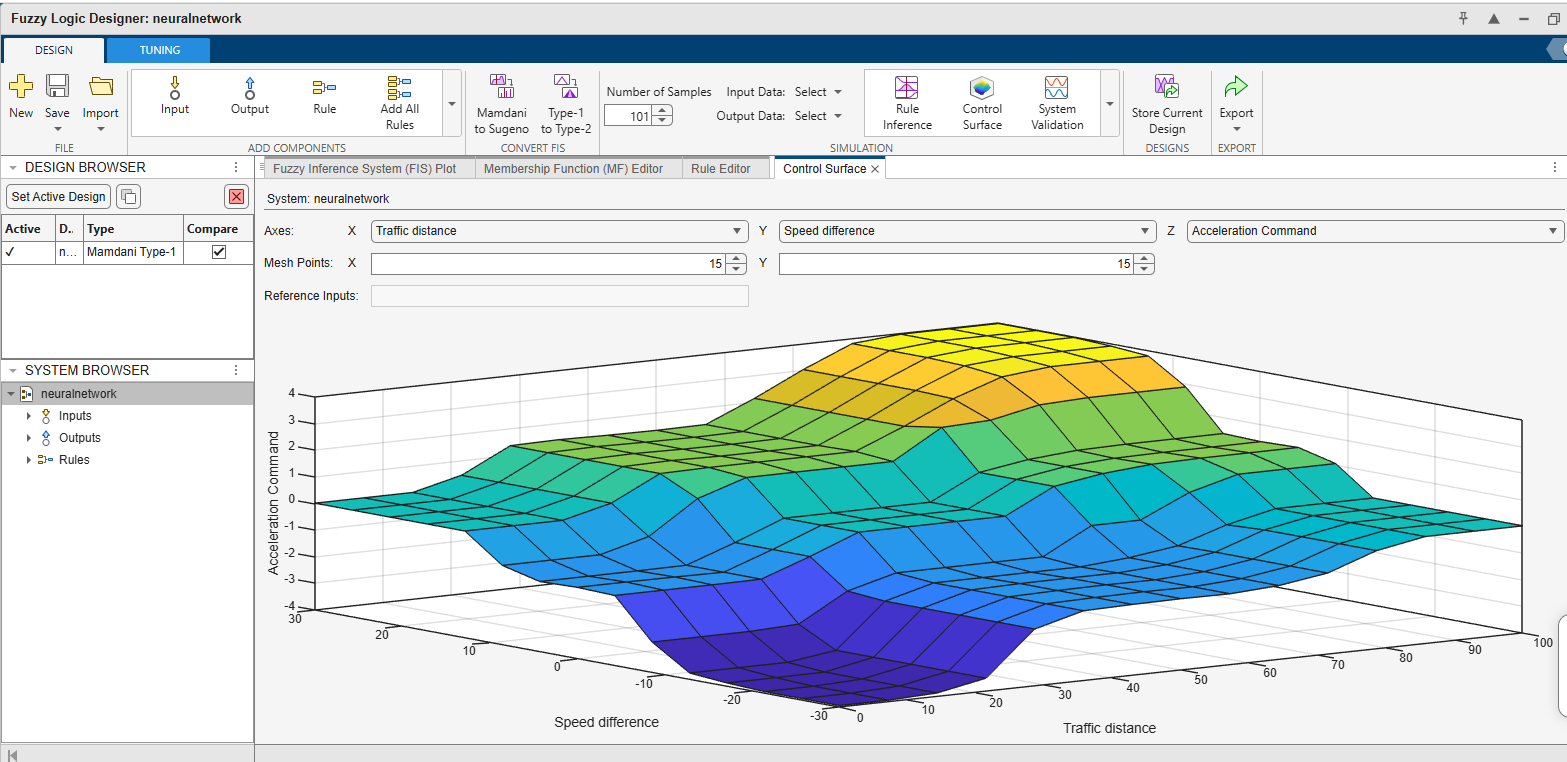 Fuzzy Logic Designer: neuralnetwork
DESIGN
TUNING
New
Save
Import
FILE
Input
Output
Rule
Add All
Rules
ADD COMPONENTS
Mamdani
to Sugeno
Type-1
to Type-2
CONVERT FIS
Number of Samples
101
Input Data: Select
Output Data: Select
Rule
Inference
Control
Surface
System
Validation
SIMULATION
Store Current
Design
DESIGNS
Export
EXPORT
DESIGN BROWSER
Set Active Design
Active D.. Type Compare
✓ n... Mamdani Type-1
SYSTEM BROWSER
neuralnetwork
Inputs
Outputs
Rules
Fuzzy Inference System (FIS) Plot
Membership Function (MF) Editor
Rule Editor
Control Surface
System: neuralnetwork
Axes: X Traffic distance Y Speed difference Z Acceleration Command
Mesh Points: X 15 Y 15
Reference Inputs:
Acceleration Command
4
3
2
1
0
-1
-2
-3
-4
30
20
10
0
-10
-20
-30
Speed difference
0
10
20
30
40
50
60
70
80
90
100
Traffic distance